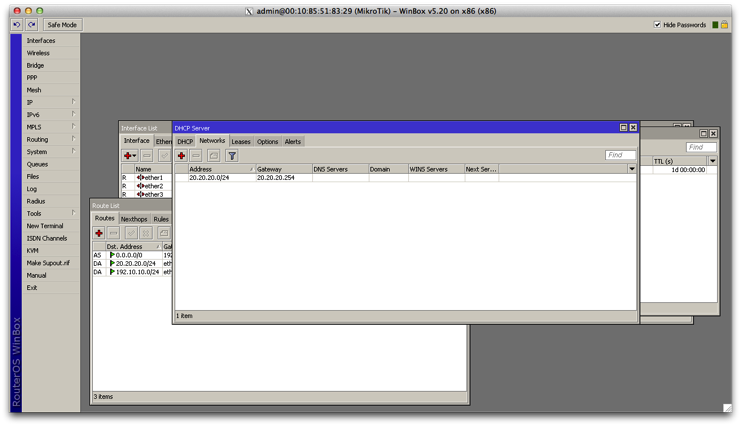 admin@00:10:B5:51:83:29 (MikroTik) – WinBox v5.20 on x86 (x86)
Safe Mode
Hide Passwords
Interfaces
Wireless
Bridge
PPP
Mesh
IP
IPv6
MPLS
Routing
System
Queues
Files
Log
Radius
Tools
New Terminal
ISDN Channels
KVM
Make Supout.rif
Manual
Exit
RouterOS WinBox
Interface List
Interface Ethern
Name
R ether1
R ether2
R ether3
DHCP Server
DHCP Networks Leases Options Alerts
Find
Address Gateway DNS Servers Domain WINS Servers Next Ser...
20.20.20.0/24 20.20.20.254
1 item
Find
TTL (s)
1d 00:00:00
Route List
Routes Nexthops Rules
Dst. Address
AS 0.0.0.0/0 192
DA 20.20.20.0/24 eth
DA 192.10.10.0/24 eth
3 items